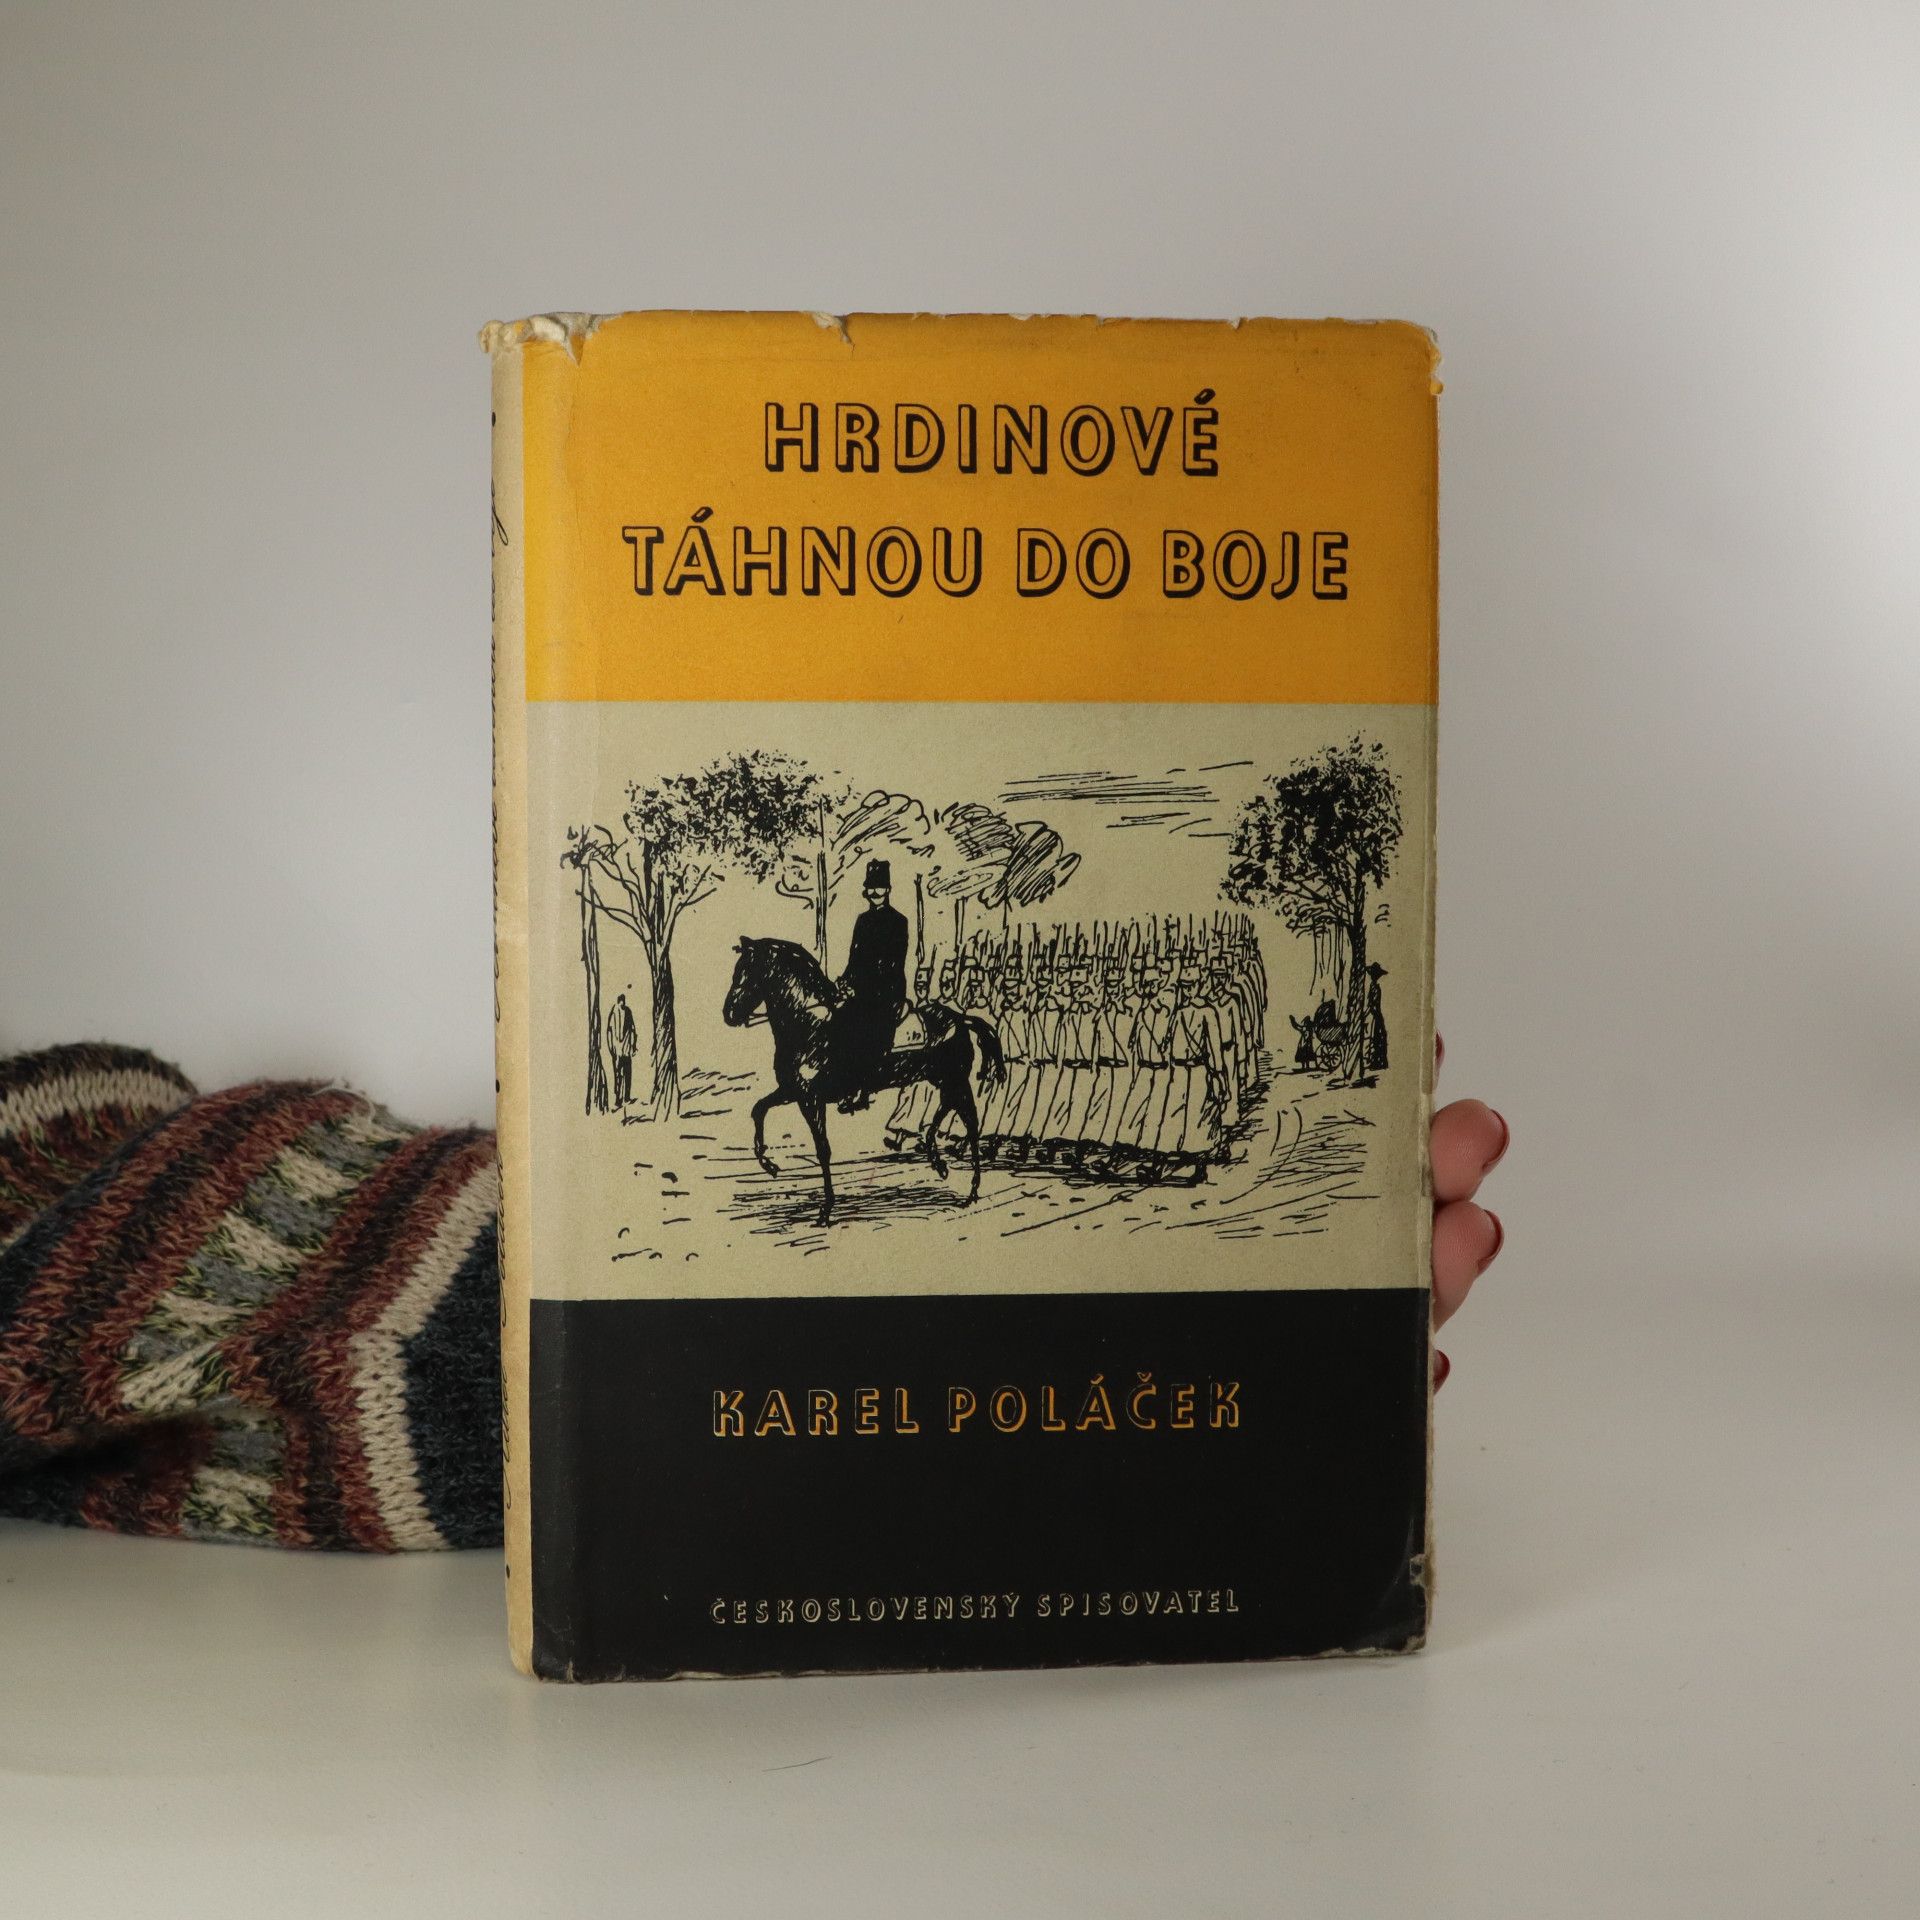 HRDINOVÉ
TÁHNOU DO BOJE
KAREL POLÁČEK
ČESKOSLOVENSKÝ SPISOVATEL